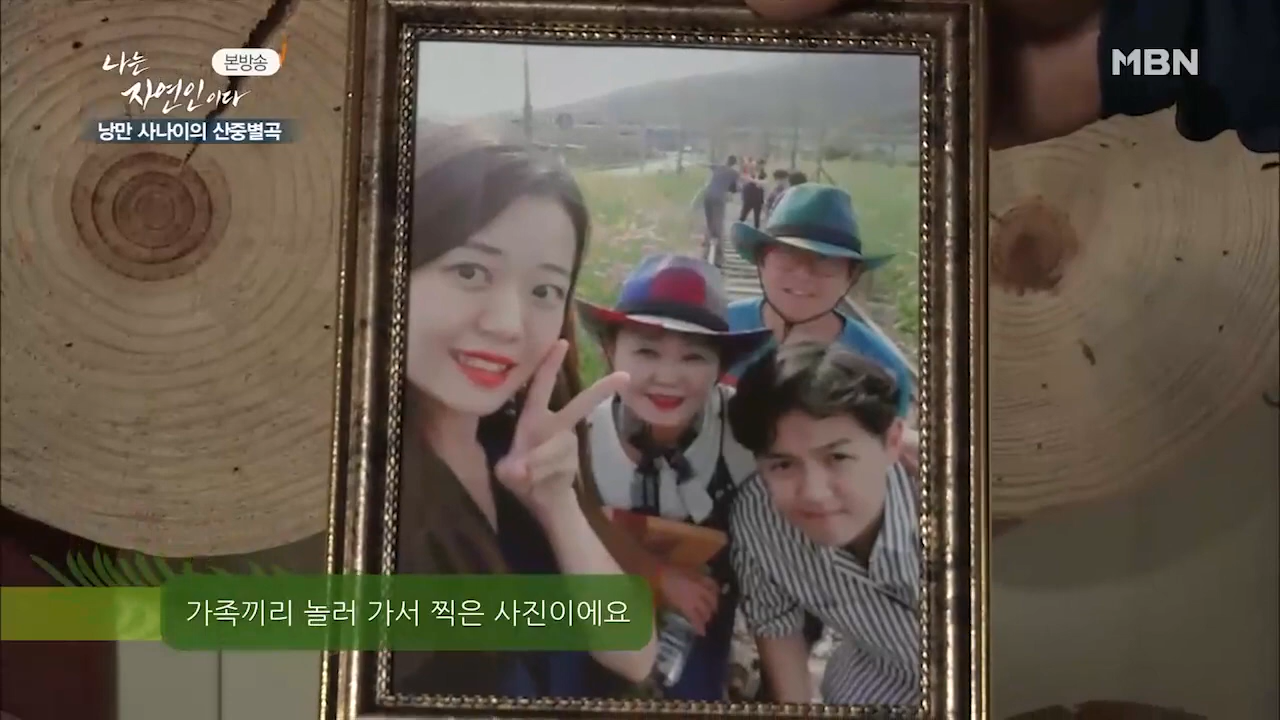 나는
본방송
자연인이다
낭만 사나이의 산중별곡
MBN
가족끼리 놀러 가서 찍은 사진이에요